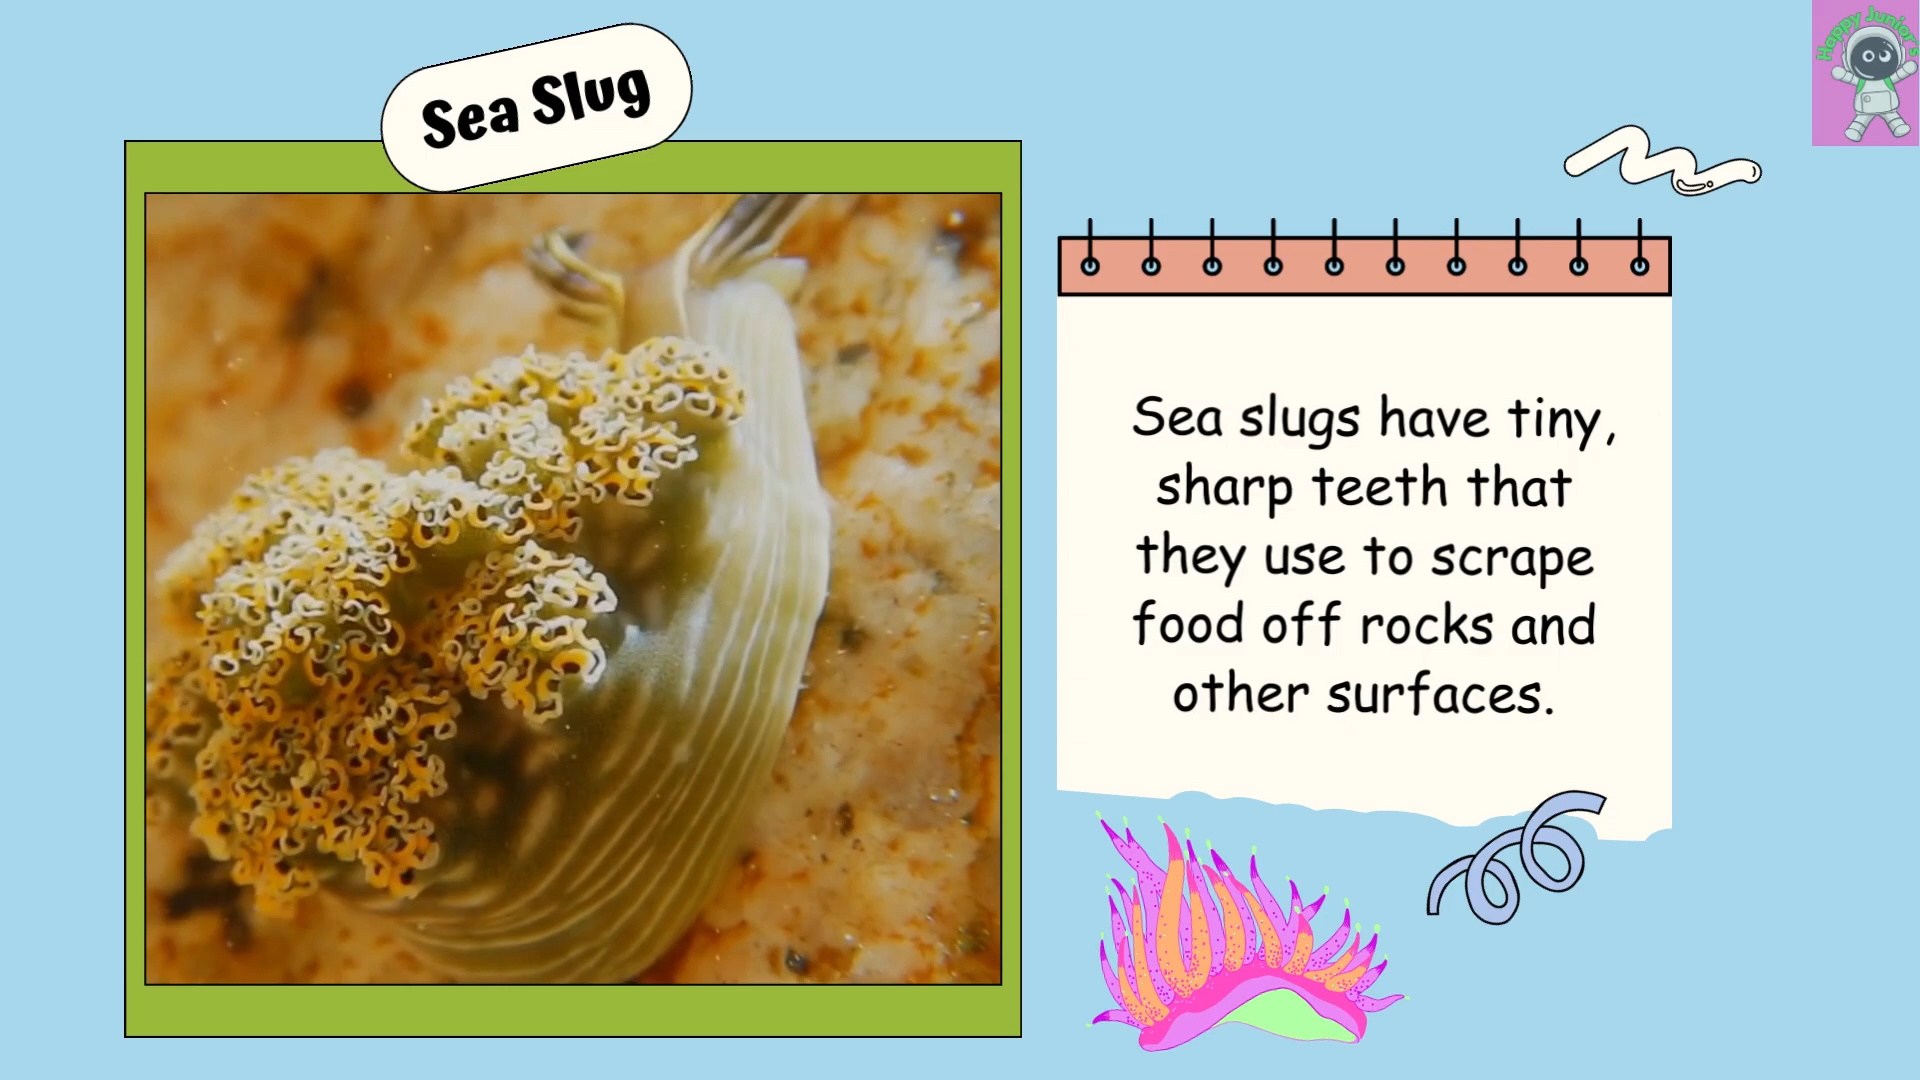 Sea Slug
Happy Junior's
Sea slugs have tiny,
sharp teeth that
they use to scrape
food off rocks and
other surfaces.